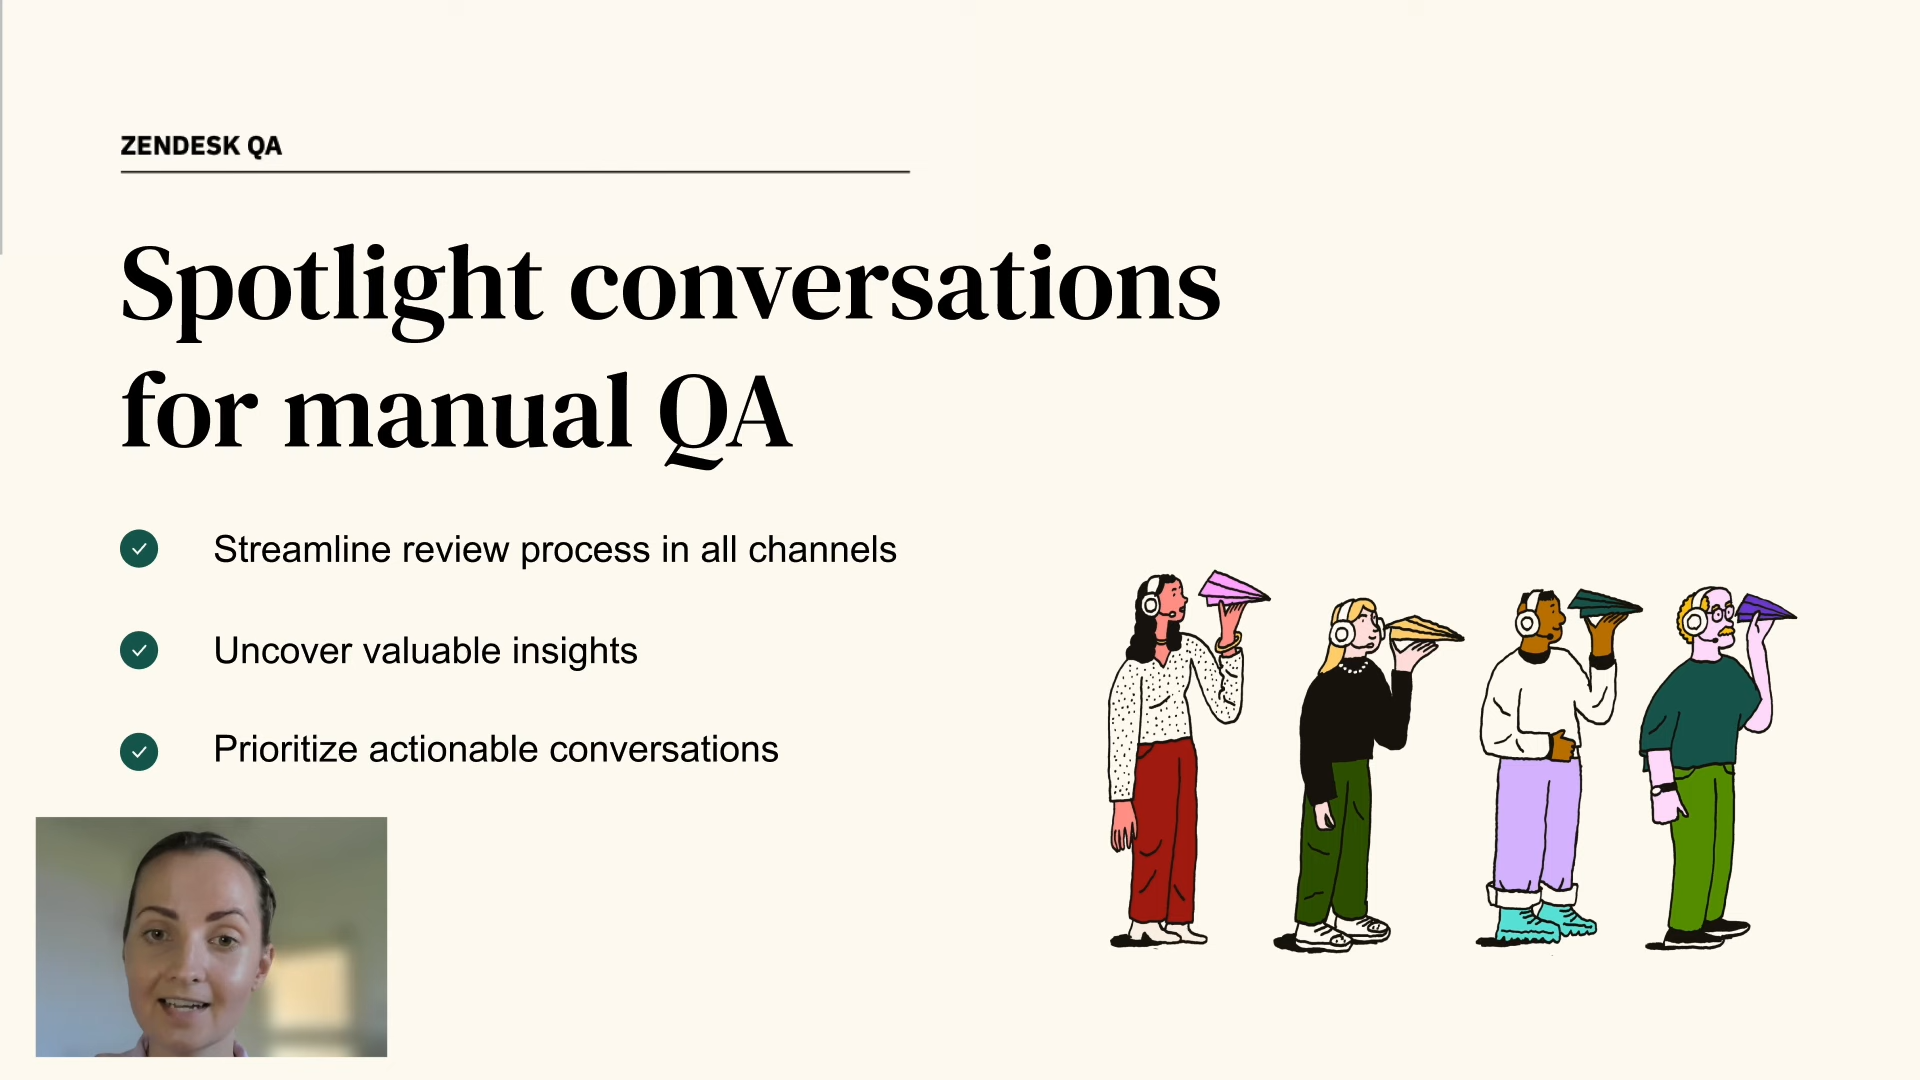 ZENDESK QA
Spotlight conversations
for manual QA
Streamline review process in all channels
Uncover valuable insights
Prioritize actionable conversations